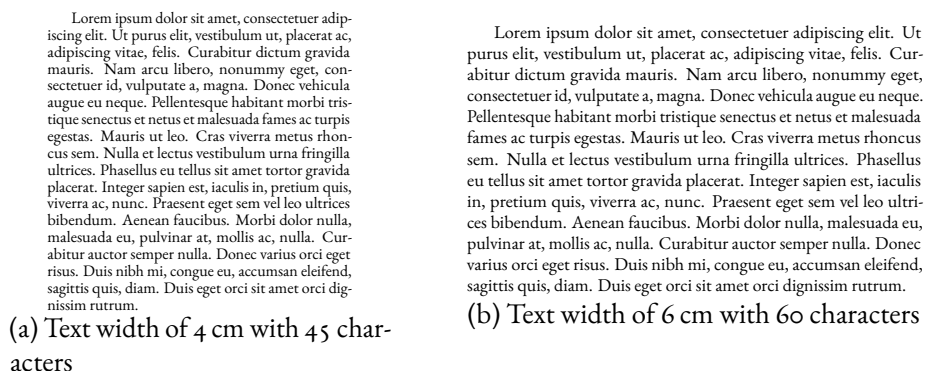 Lorem ipsum dolor sit amet, consectetuer adip-
iscing elit. Ut purus elit, vestibulum ut, placerat ac,
adipiscing vitae, felis. Curabitur dictum gravida
mauris. Nam arcu libero, nonummy eget, con-
sectetuer id, vulputate a, magna. Donec vehicula
augue eu neque. Pellentesque habitant morbi tris-
tique senectus et netus et malesuada fames ac turpis
egestas. Mauris ut leo. Cras viverra metus rhon-
cus sem. Nulla et lectus vestibulum urna fringilla
ultrices. Phasellus eu tellus sit amet tortor gravida
placerat. Integer sapien est, iaculis in, pretium quis,
viverra ac, nunc. Praesent eget sem vel leo ultrices
bibendum. Aenean faucibus. Morbi dolor nulla,
malesuada eu, pulvinar at, mollis ac, nulla. Cur-
abitur auctor semper nulla. Donec varius orci eget
risus. Duis nibh mi, congue eu, accumsan eleifend,
sagittis quis, diam. Duis eget orci sit amet orci dig-
nissim rutrum.
(a) Text width of 4 cm with 45 char-
acters
Lorem ipsum dolor sit amet, consectetuer adipiscing elit. Ut
purus elit, vestibulum ut, placerat ac, adipiscing vitae, felis. Cur-
abitur dictum gravida mauris. Nam arcu libero, nonummy eget,
consectetuer id, vulputate a, magna. Donec vehicula augue eu neque.
Pellentesque habitant morbi tristique senectus et netus et malesuada
fames ac turpis egestas. Mauris ut leo. Cras viverra metus rhoncus
sem. Nulla et lectus vestibulum urna fringilla ultrices. Phasellus
eu tellus sit amet tortor gravida placerat. Integer sapien est, iaculis
in, pretium quis, viverra ac, nunc. Praesent eget sem vel leo ultri-
ces bibendum. Aenean faucibus. Morbi dolor nulla, malesuada eu,
pulvinar at, mollis ac, nulla. Curabitur auctor semper nulla. Donec
varius orci eget risus. Duis nibh mi, congue eu, accumsan eleifend,
sagittis quis, diam. Duis eget orci sit amet orci dignissim rutrum.
(b) Text width of 6 cm with 60 characters